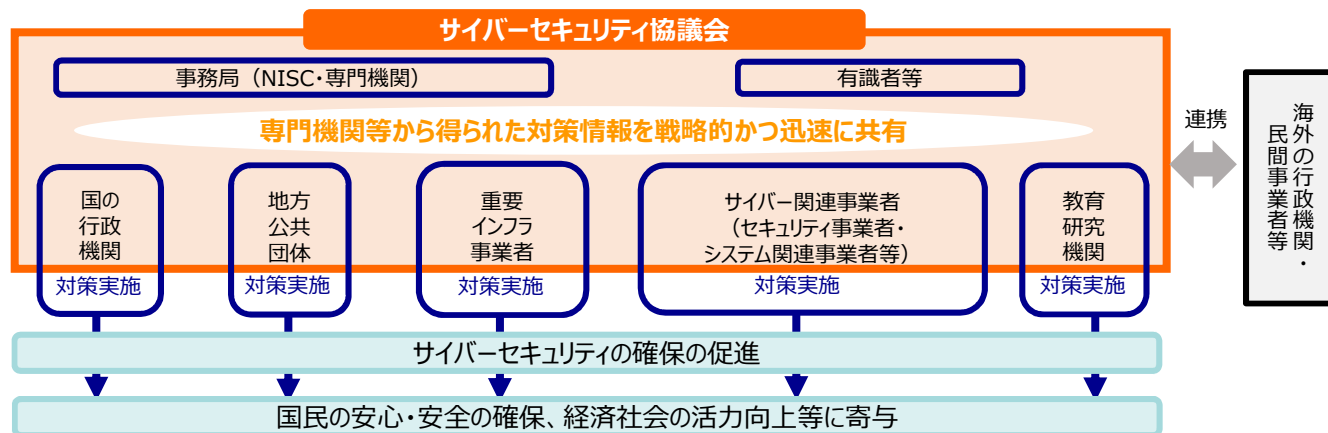 サイバーセキュリティ協議会
事務局（NISC・専門機関）
有識者等
専門機関等から得られた対策情報を戦略的かつ迅速に共有
国の
行政
機関
対策実施
地方
公共
団体
対策実施
重要
インフラ
事業者
対策実施
サイバー関連事業者
（セキュリティ事業者・
システム関連事業者等）
対策実施
教育
研究
機関
対策実施
連携
海外の行政機関・
民間事業者等
サイバーセキュリティの確保の促進
国民の安心・安全の確保、経済社会の活力向上等に寄与